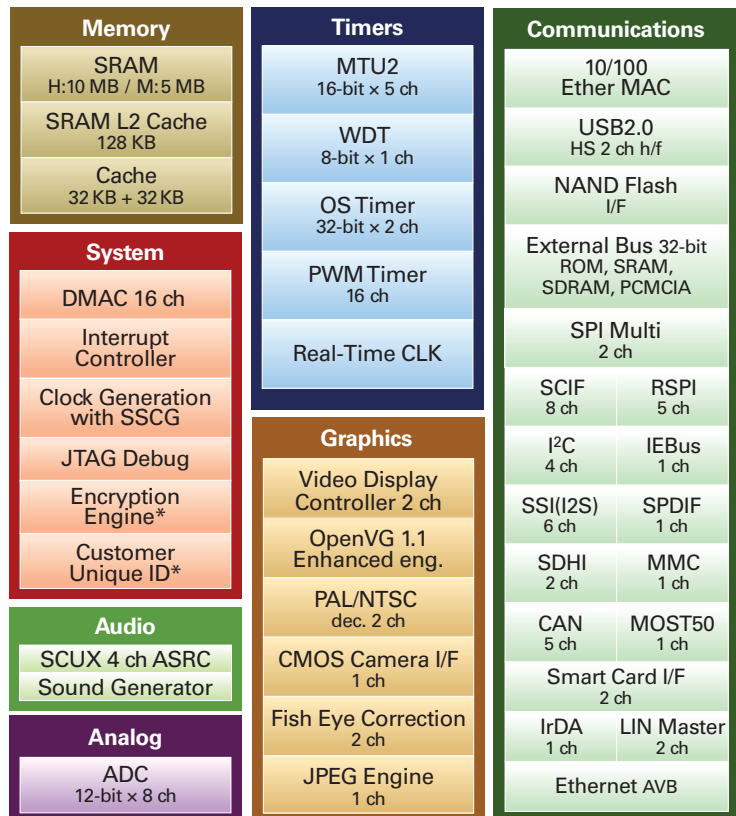 Memory
SRAM
H:10 MB / M:5 MB
SRAM L2 Cache
128 KB
Cache
32 KB + 32 KB
System
DMAC 16 ch
Interrupt
Controller
Clock Generation
with SSCG
JTAG Debug
Encryption
Engine*
Customer
Unique ID*
Audio
SCUX 4 ch ASRC
Sound Generator
Analog
ADC
12-bit × 8 ch
Timers
MTU2
16-bit × 5 ch
WDT
8-bit × 1 ch
OS Timer
32-bit × 2 ch
PWM Timer
16 ch
Real-Time CLK
Graphics
Video Display
Controller 2 ch
OpenVG 1.1
Enhanced eng.
PAL/NTSC
dec. 2 ch
CMOS Camera I/F
1 ch
Fish Eye Correction
2 ch
JPEG Engine
1 ch
Communications
10/100
Ether MAC
USB2.0
HS 2 ch h/f
NAND Flash
I/F
External Bus 32-bit
ROM, SRAM,
SDRAM, PCMCIA
SPI Multi
2 ch
SCIF
8 ch
RSPI
5 ch
I²C
4 ch
IEBus
1 ch
SSI(I2S)
6 ch
SPDIF
1 ch
SDHI
2 ch
MMC
1 ch
CAN
5 ch
MOST50
1 ch
Smart Card I/F
2 ch
IrDA
1 ch
LIN Master
2 ch
Ethernet AVB